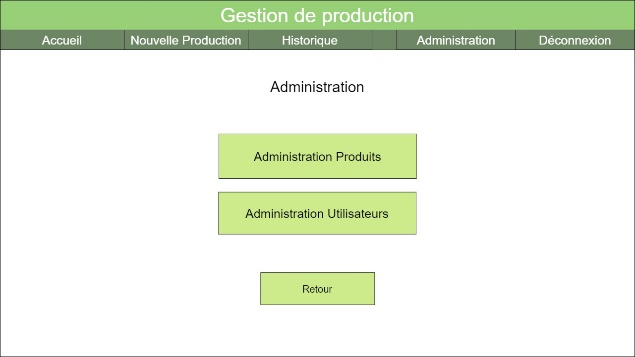 Gestion de production
Accueil Nouvelle Production Historique Administration Déconnexion
Administration
Administration Produits
Administration Utilisateurs
Retour